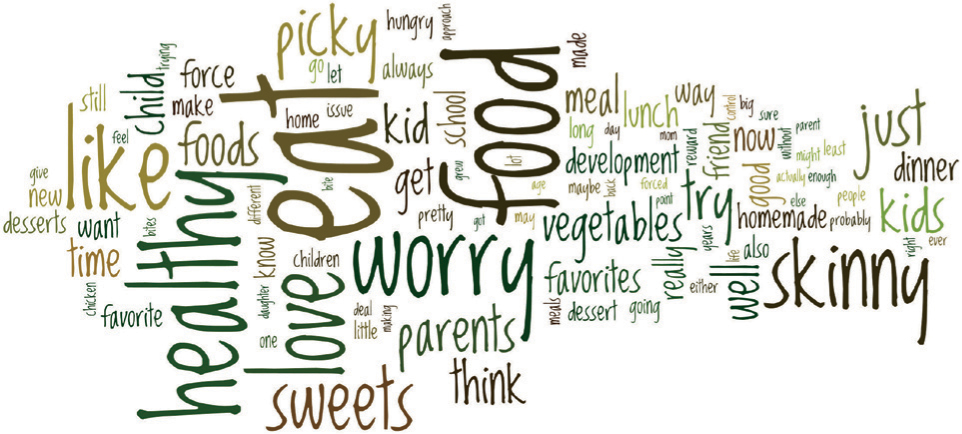 picky
hungry
approach
go
let
always
trying
force
make
child
still
like
feel
foods
give
new
desserts
want
time
bites
chicken
favorite
healthy
eat
home
issue
kid
school
food
made
get
grew
lot
bite
different
know
children
daughter
one
love
deal
little
making
pretty
got
age
may
worry
parents
sweets
think
meal
lunch
way
control
big
sure
long
day
mom
reward
friend
now
without
parent
development
maybe
back
forced
point
try
good
might
least
actually
enough
else
people
probably
homemade
vegetables
years
favorites
really
life
also
either
well
meals
dessert
going
just
dinner
kids
right
ever
skinny